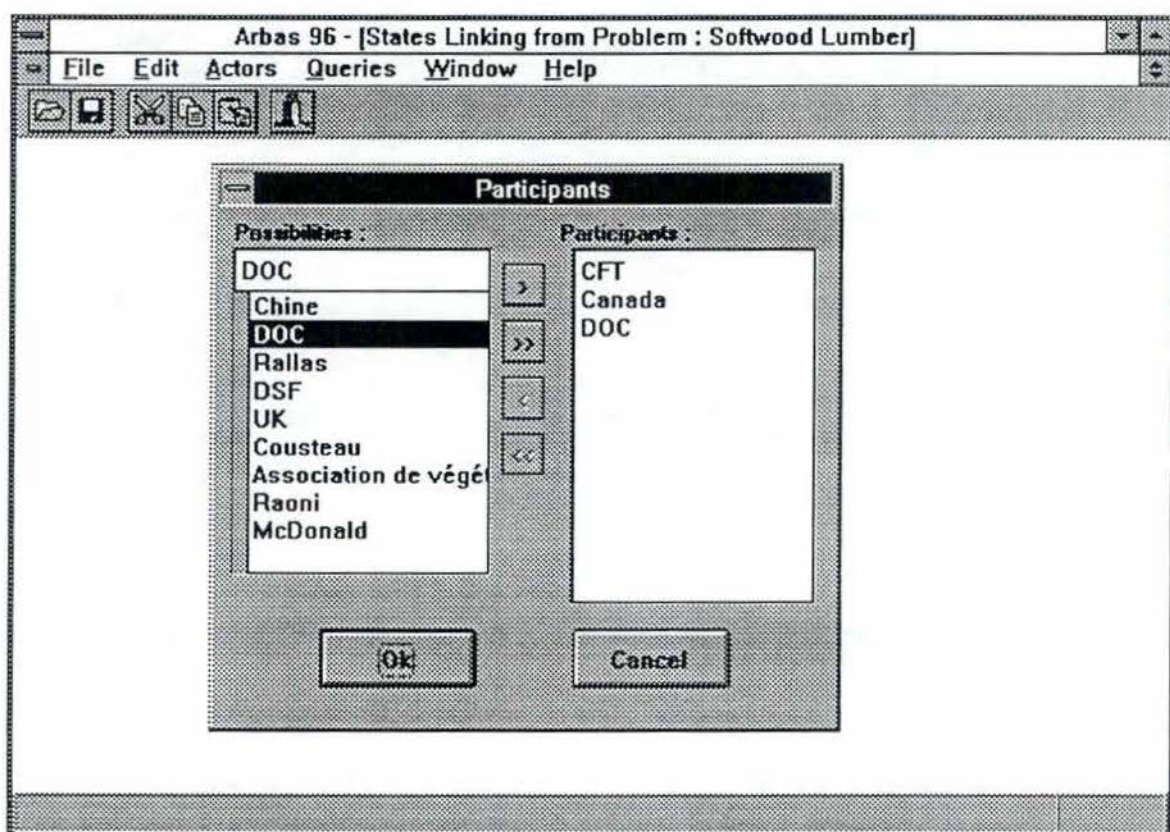 Arbas 96 - [States Linking from Problem : Softwood Lumber]
File Edit Actors Queries Window Help
Participants
Possibilities :
DOC
Chine
DOC
Rallas
DSF
UK
Cousteau
Association de végét
Raoni
McDonald
>
>>
<
<<
Participants :
CFT
Canada
DOC
Ok
Cancel